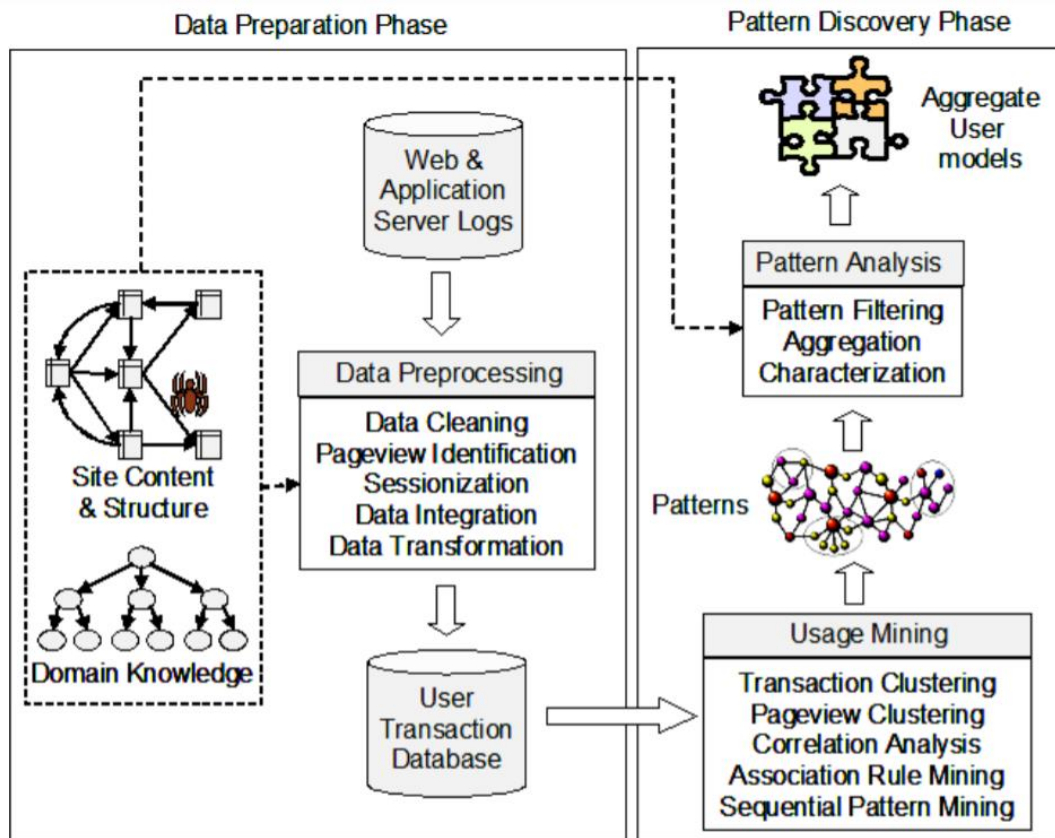 Data Preparation Phase
Pattern Discovery Phase
Web &
Application
Server Logs
Site Content
& Structure
Domain Knowledge
Data Preprocessing
Data Cleaning
Pageview Identification
Sessionization
Data Integration
Data Transformation
User
Transaction
Database
Aggregate
User
models
Pattern Analysis
Pattern Filtering
Aggregation
Characterization
Patterns
Usage Mining
Transaction Clustering
Pageview Clustering
Correlation Analysis
Association Rule Mining
Sequential Pattern Mining